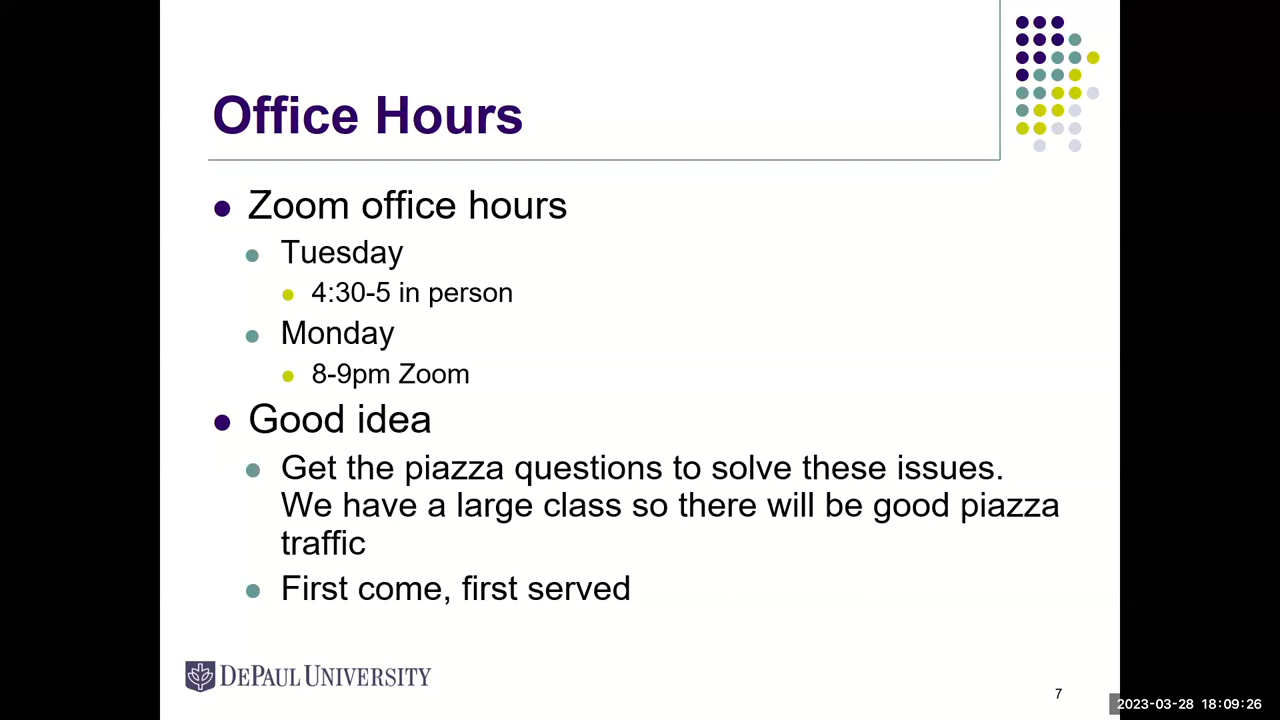 Office Hours
Zoom office hours
Tuesday
4:30-5 in person
Monday
8-9pm Zoom
Good idea
Get the piazza questions to solve these issues.
We have a large class so there will be good piazza
traffic
First come, first served
DEPAUL UNIVERSITY
7
2023-03-28 18:09:26